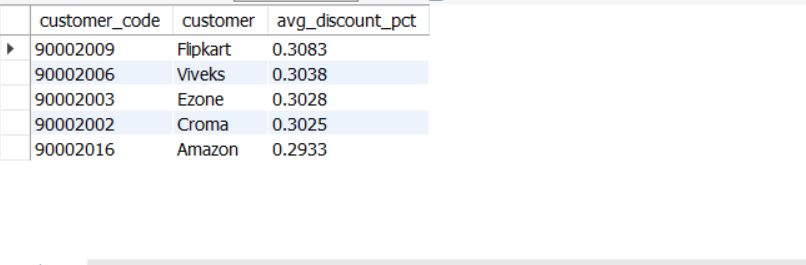 customer_code customer avg_discount_pct
90002009 Flipkart 0.3083
90002006 Viveks 0.3038
90002003 Ezone 0.3028
90002002 Croma 0.3025
90002016 Amazon 0.2933